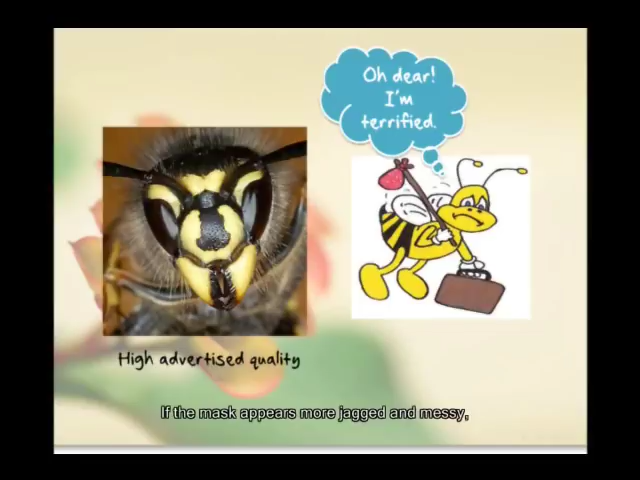 Oh dear!
I'm
terrified.
High advertised quality
If the mask appears more jagged and messy,